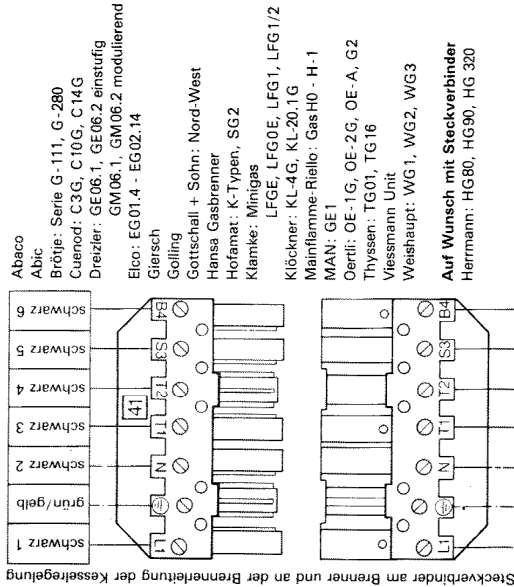 Steckverbinder am Brenner und an der Brennerleitung der Kesselregelung
schwarz 1
grün/gelb
schwarz 2
schwarz 3
schwarz 4
schwarz 5
schwarz 6
L1
N
T1
T2
S3
B4
41
L1
N
T1
T2
S3
B4
Abaco
Abic
Brötje: Serie G-111, G-280
Cuenod: C3G, C10G, C14G
Dreizler: GE06.1, GE06.2 einstufig
GM06.1, GM06.2 modulierend
Elco: EG01.4 - EG02.14
Giersch
Golling
Gottschall + Sohn: Nord-West
Hansa Gasbrenner
Hofamat: K-Typen, SG2
Klamke: Minigas
LFGE, LFG0E, LFG1, LFG1/2
Klöckner: KL-4G, KL-20.1G
Mainflamme-Riello: Gas H0 - H-1
MAN: GE1
Oertli: OE-1G, OE-2G, OE-A, G2
Thyssen: TG01, TG16
Viessmann Unit
Weishaupt: WG1, WG2, WG3
Auf Wunsch mit Steckverbinder
Herrmann: HG80, HG90, HG 320